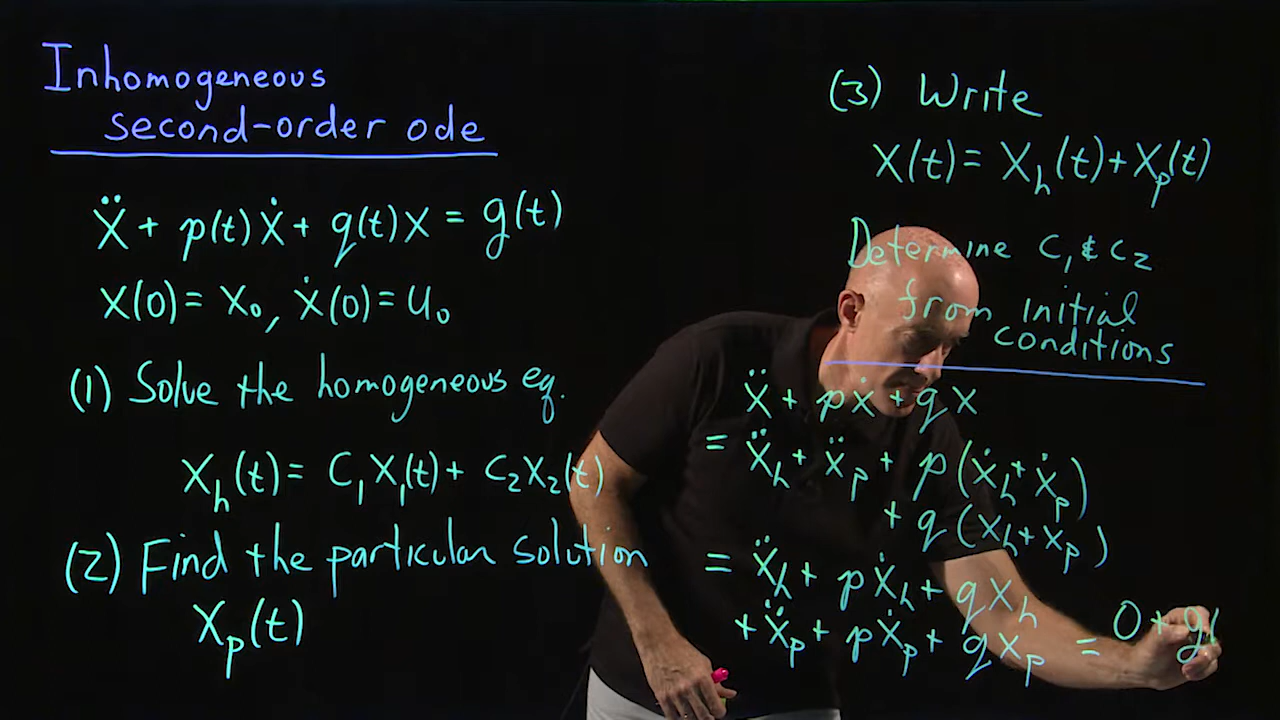 Inhomogeneous
second-order ode
ẍ + p(t)ẋ + q(t)x = g(t)
x(0) = x₀, ẋ(0) = u₀
(1) Solve the homogeneous eq.
xₕ(t) = c₁x₁(t) + c₂x₂(t)
(2) Find the particular solution
xₚ(t)
(3) Write
x(t) = xₕ(t) + xₚ(t)
Determine c₁ & c₂
from initial
conditions
ẍ + pẋ + qx
= ẍₕ + ẍₚ + p(ẋₕ + ẋₚ)
+ q(xₕ + xₚ)
= ẍₕ + pẋₕ + qxₕ
+ ẍₚ + pẋₚ + qxₚ = 0 + g(